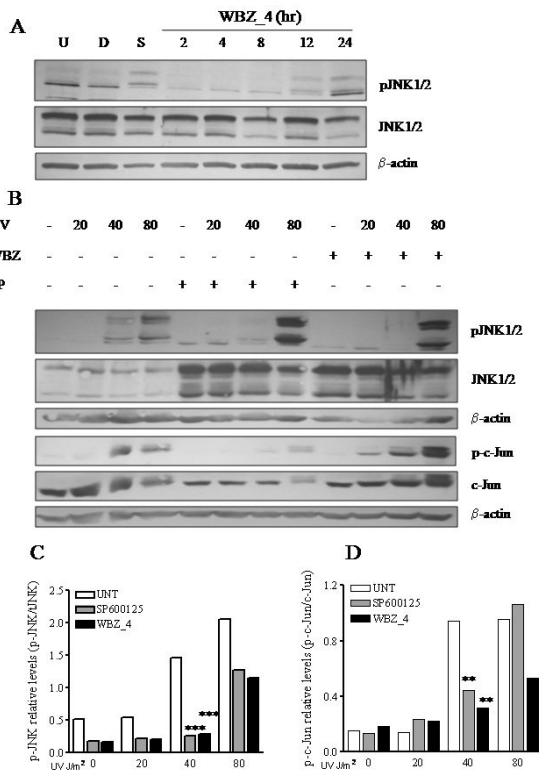 A
WBZ_4 (hr)
U D S 2 4 8 12 24
pJNK1/2
JNK1/2
β-actin
B
V - 20 40 80 - 20 40 80 - 20 40 80
WBZ - - - - - - - - + + + +
P - - - - + + + + - - - -
pJNK1/2
JNK1/2
β-actin
p-c-Jun
c-Jun
β-actin
C
p-JNK relative levels (p-JNK/tJNK)
2.5
2.0
1.5
1.0
0.5
0.0
UNT
SP600125
WBZ_4
***
***
UV J/m² 0 20 40 80
D
p-c-Jun relative levels (p-c-Jun/c-Jun)
1.2
0.8
0.4
0.0
UNT
SP600125
WBZ_4
**
**
UV J/m² 0 20 40 80